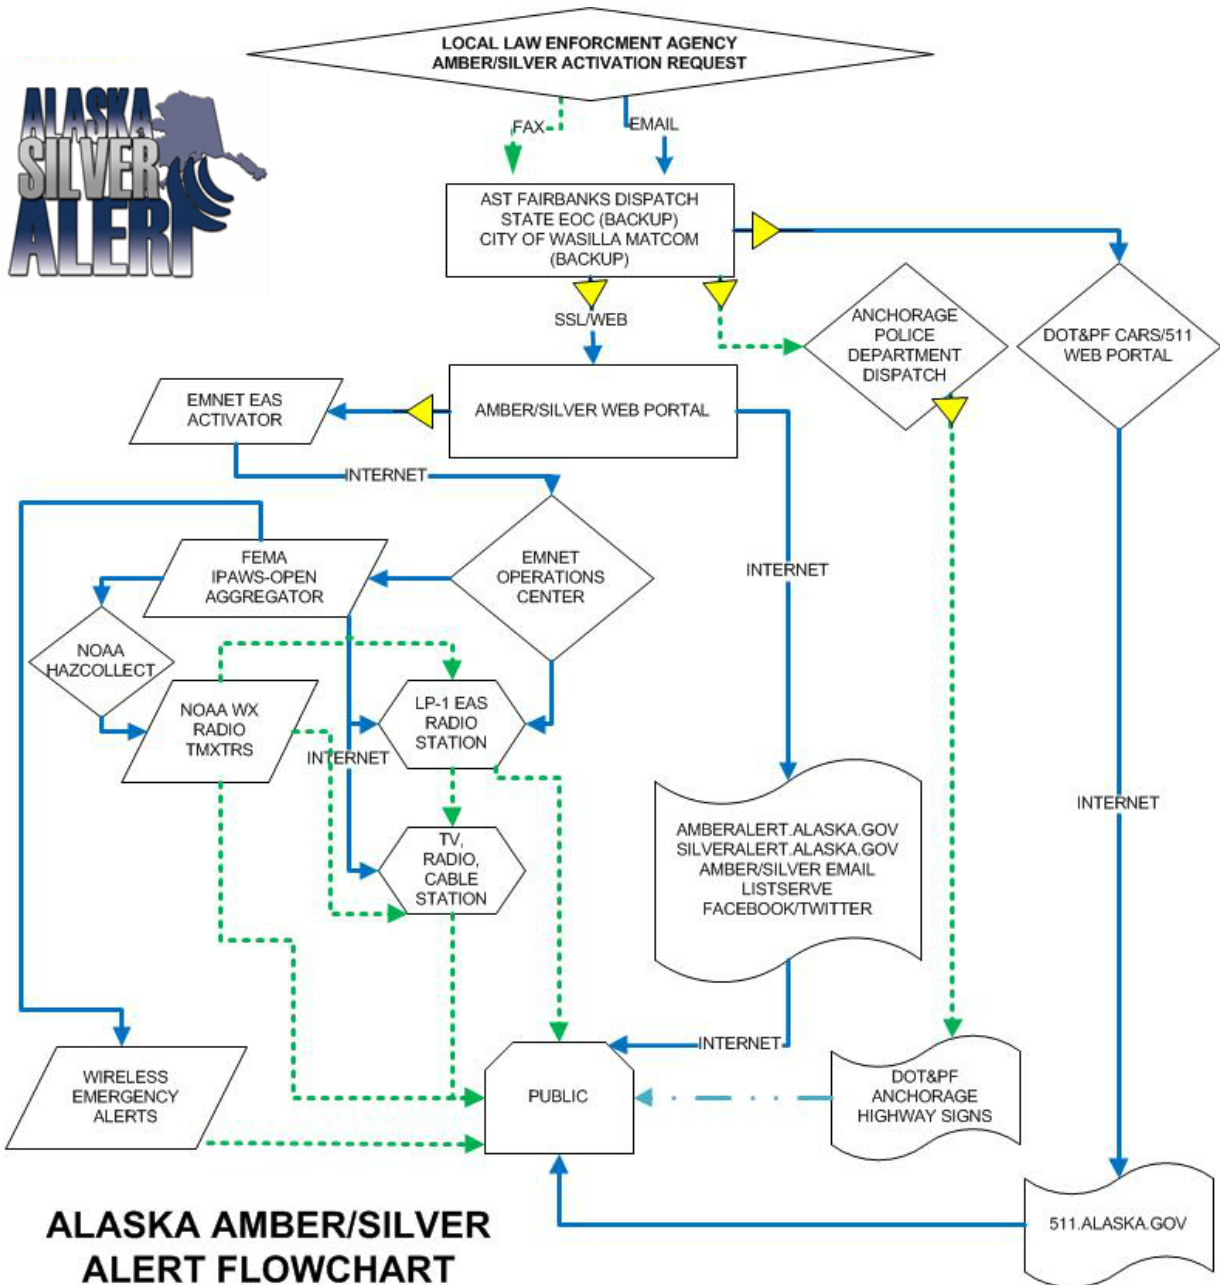 LOCAL LAW ENFORCMENT AGENCY
AMBER/SILVER ACTIVATION REQUEST
ALASKA
SILVER
ALERT
FAX
EMAIL
AST FAIRBANKS DISPATCH
STATE EOC (BACKUP)
CITY OF WASILLA MATCOM
(BACKUP)
SSL/WEB
ANCHORAGE
POLICE
DEPARTMENT
DISPATCH
DOT&PF CARS/511
WEB PORTAL
EMNET EAS
ACTIVATOR
AMBER/SILVER WEB PORTAL
INTERNET
FEMA
IPAWS-OPEN
AGGREGATOR
EMNET
OPERATIONS
CENTER
INTERNET
NOAA
HAZCOLLECT
NOAA WX
RADIO
TMXTRS
LP-1 EAS
RADIO
STATION
INTERNET
INTERNET
TV,
RADIO,
CABLE
STATION
AMBERALERT.ALASKA.GOV
SILVERALERT.ALASKA.GOV
AMBER/SILVER EMAIL
LISTSERVE
FACEBOOK/TWITTER
INTERNET
WIRELESS
EMERGENCY
ALERTS
PUBLIC
DOT&PF
ANCHORAGE
HIGHWAY SIGNS
511.ALASKA.GOV
ALASKA AMBER/SILVER
ALERT FLOWCHART